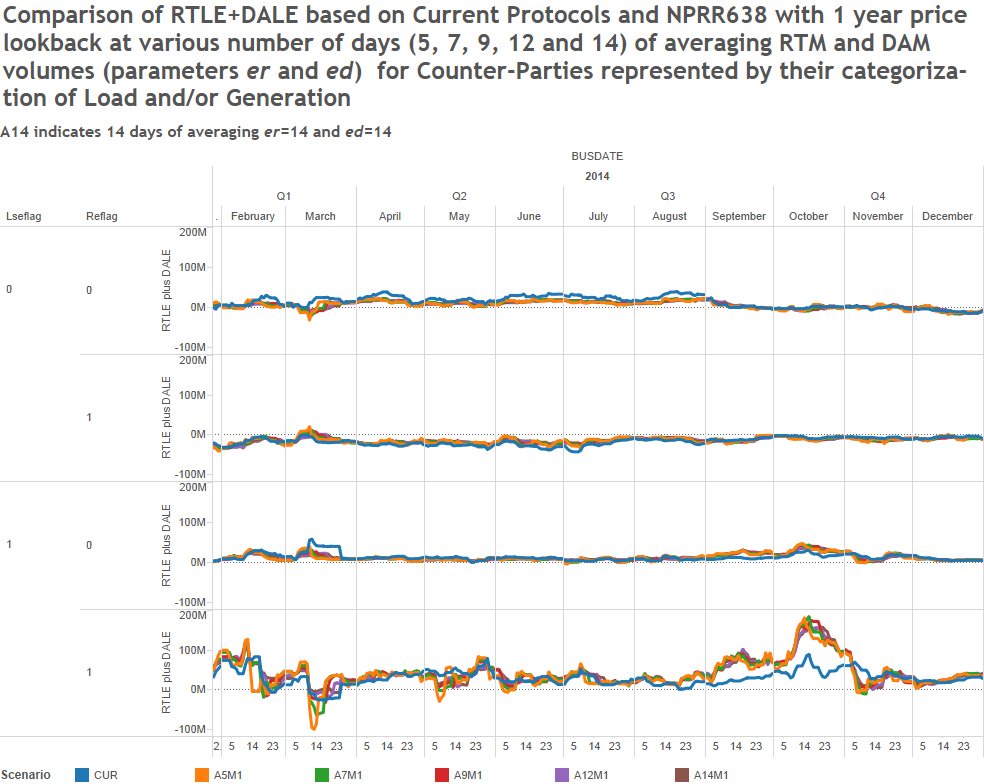 Comparison of RTLE+DALE based on Current Protocols and NPRR638 with 1 year price
lookback at various number of days (5, 7, 9, 12 and 14) of averaging RTM and DAM
volumes (parameters er and ed) for Counter-Parties represented by their categoriza-
tion of Load and/or Generation
A14 indicates 14 days of averaging er=14 and ed=14
BUSDATE
2014
Q1 Q2 Q3 Q4
Lseflag Reflag . February March April May June July August September October November December
0 0
RTLE plus DALE
200M
100M
0M
-100M
1
RTLE plus DALE
200M
100M
0M
-100M
1 0
RTLE plus DALE
200M
100M
0M
-100M
1
RTLE plus DALE
200M
100M
0M
-100M
2. 5 14 23 5 14 23 5 14 23 5 14 23 5 14 23 5 14 23 5 14 23 5 14 23 5 14 23 5 14 23 5 14 23
Scenario CUR A5M1 A7M1 A9M1 A12M1 A14M1